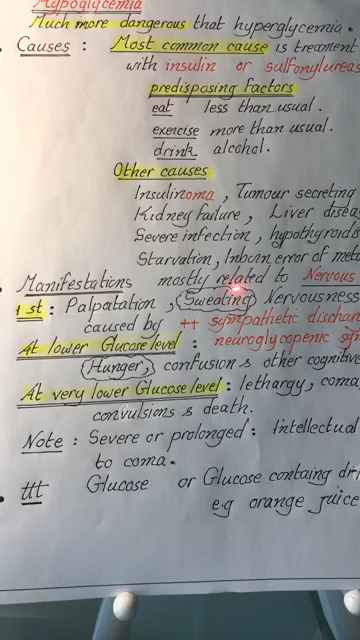 Hypoglycemia
Much more dangerous that hyperglycemia.
Causes : Most common cause is treatment
with insulin or sulfonylureas
predisposing factors
eat less than usual.
exercise more than usual.
drink alcohol.
Other causes
Insulinoma, Tumour secreting
Kidney failure, Liver disea
Severe infection, hypothyroidis
Starvation, Inborn error of meta
Manifestations mostly related to Nervous
1st : Palpatation, Sweating, Nervousness
caused by ++ sympathetic dischar
At lower Glucose level : neuroglycopenic sym
Hunger, confusion & other cognitive
At very lower Glucose level : lethargy, coma
convulsions & death.
Note : Severe or prolonged : Intellectual
to coma.
ttt Glucose or Glucose containg dri
e.g orange juice